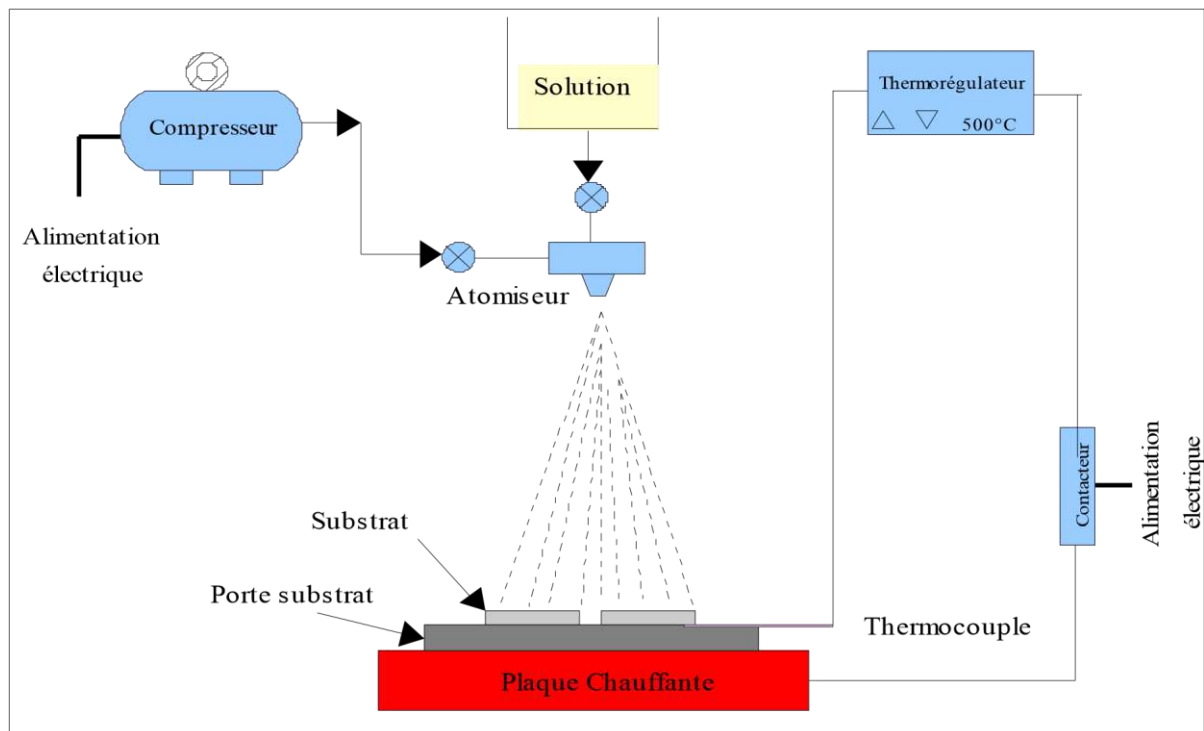 Solution
Compresseur
Thermorégulateur
500°C
Alimentation
électrique
Atomiseur
Contacteur
Alimentation
électrique
Substrat
Porte substrat
Thermocouple
Plaque Chauffante